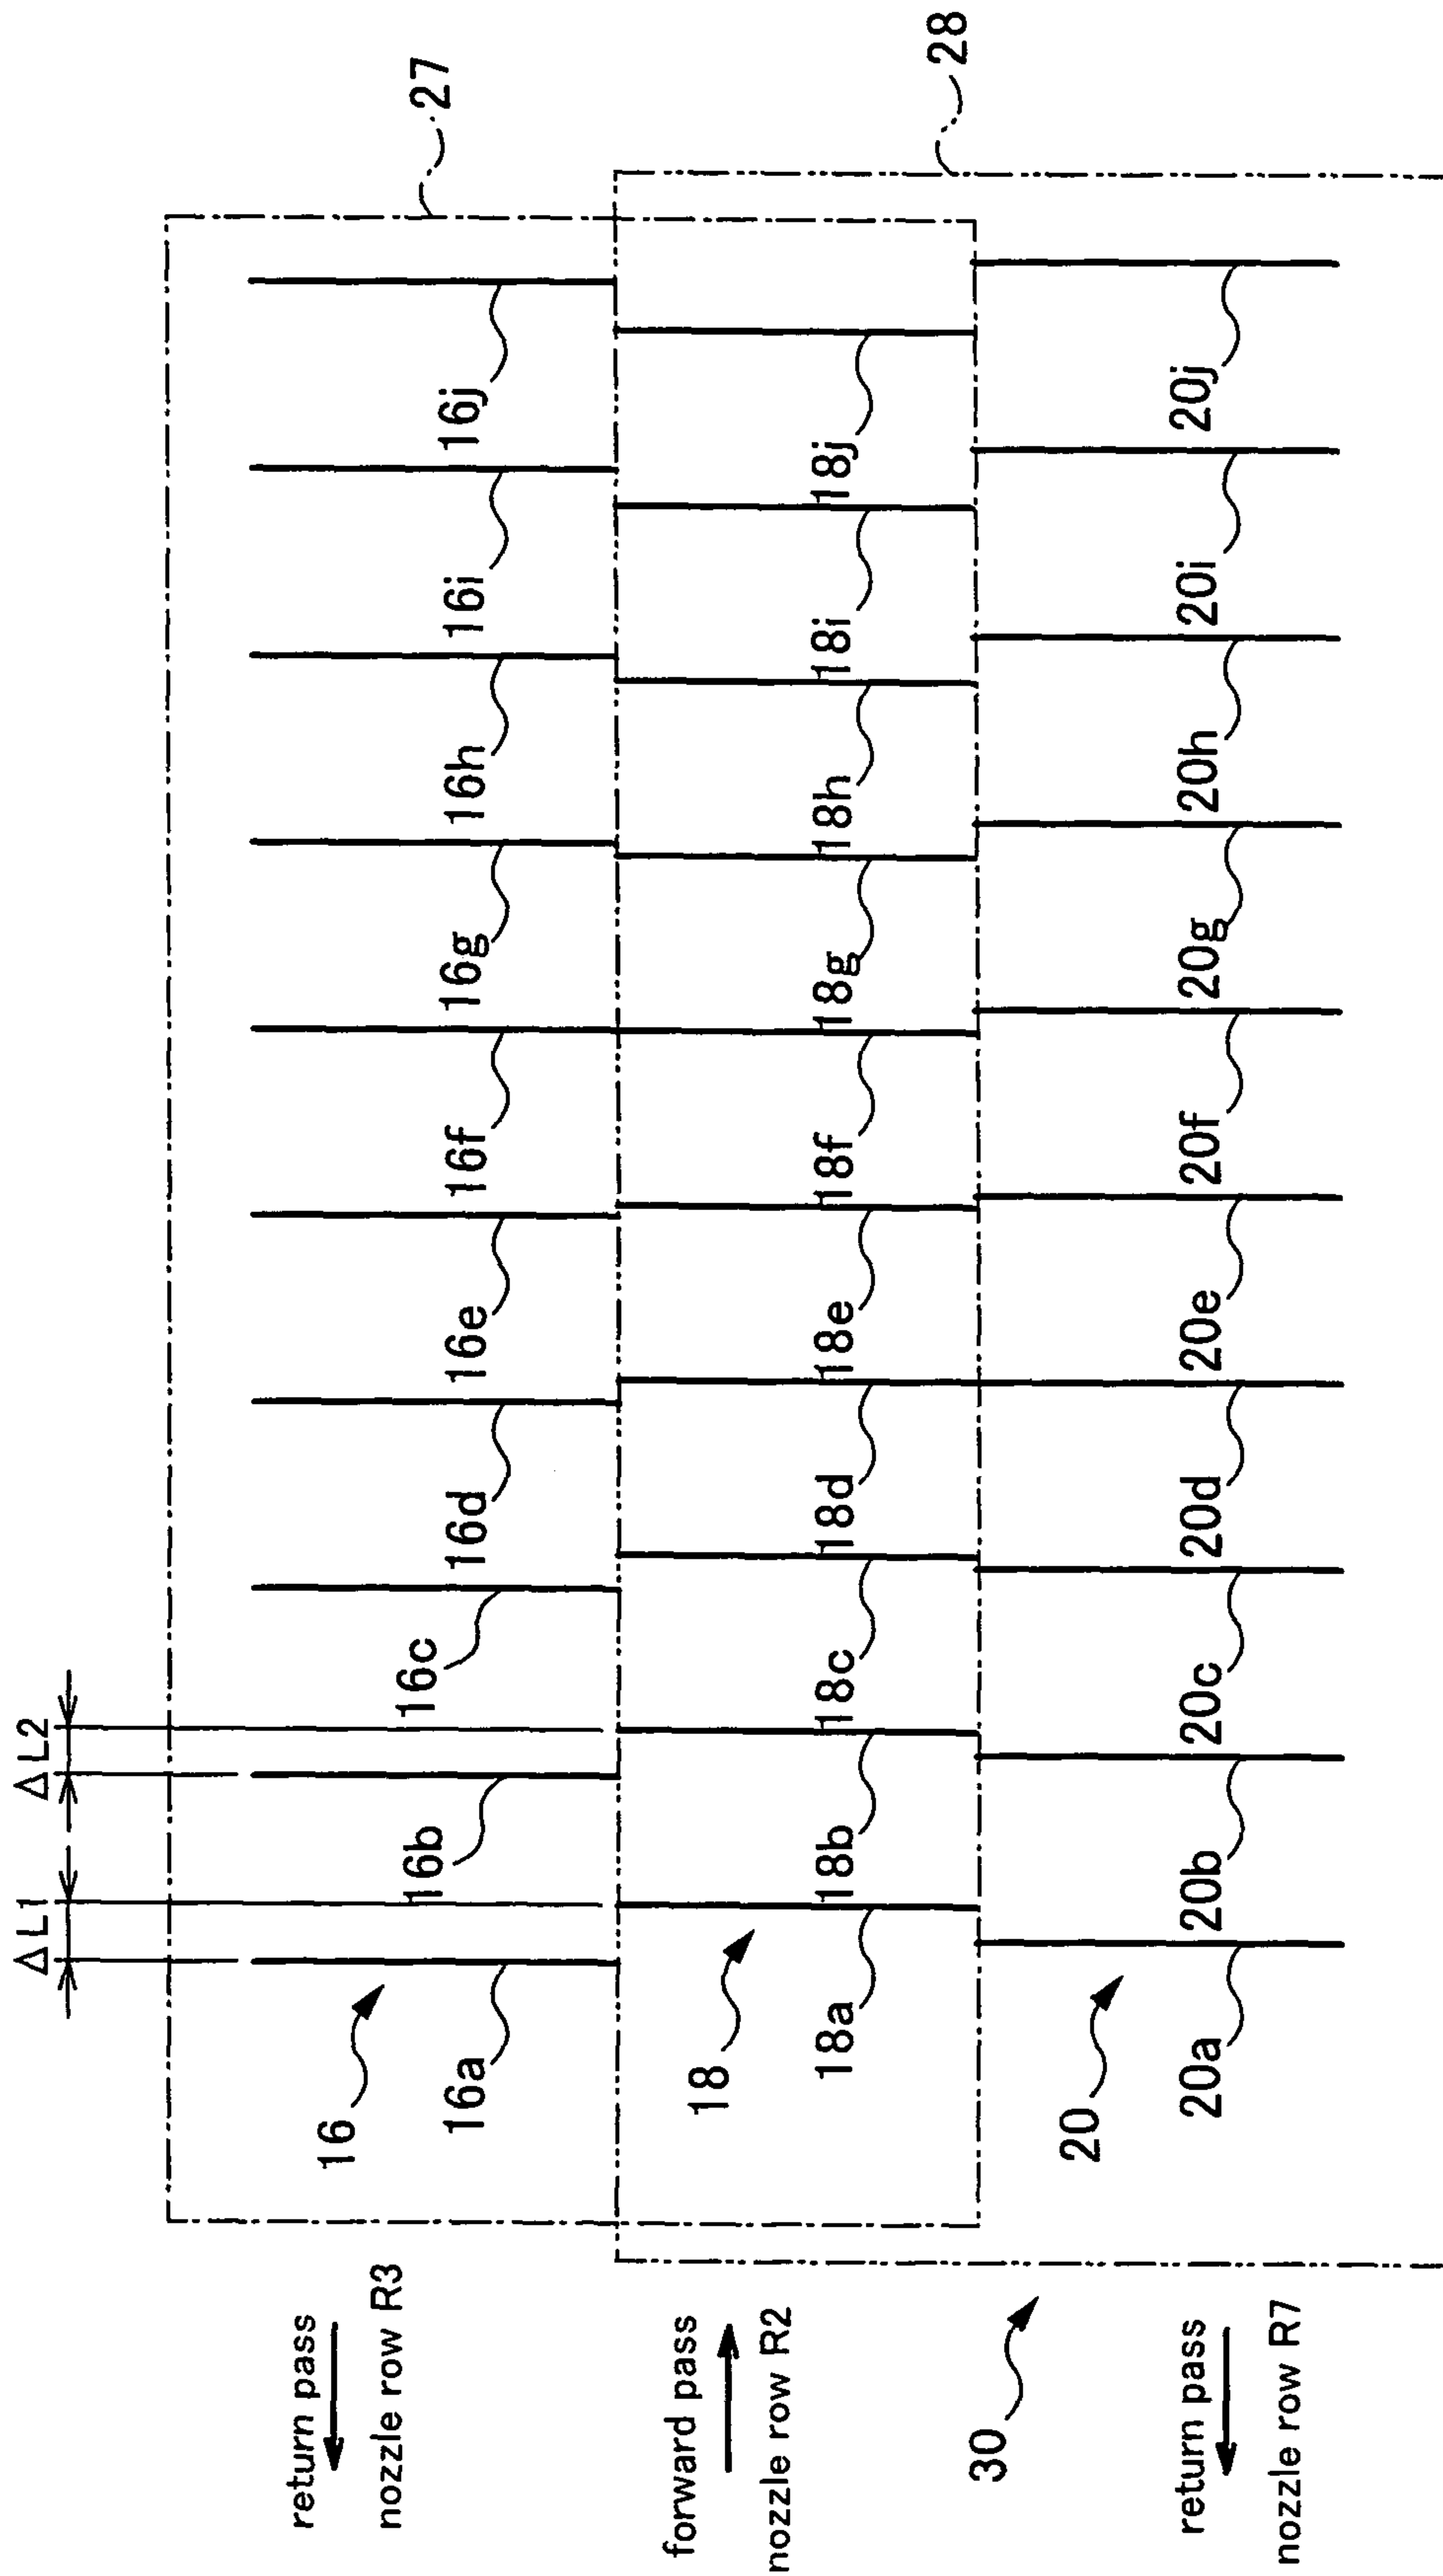 Δ L1
Δ L2
27
28
16
16a
16b
16c
16d
16e
16f
16g
16h
16i
16j
18
18a
18b
18c
18d
18e
18f
18g
18h
18i
18j
20
20a
20b
20c
20d
20e
20f
20g
20h
20i
20j
return pass
nozzle row R3
forward pass
nozzle row R2
30
return pass
nozzle row R7